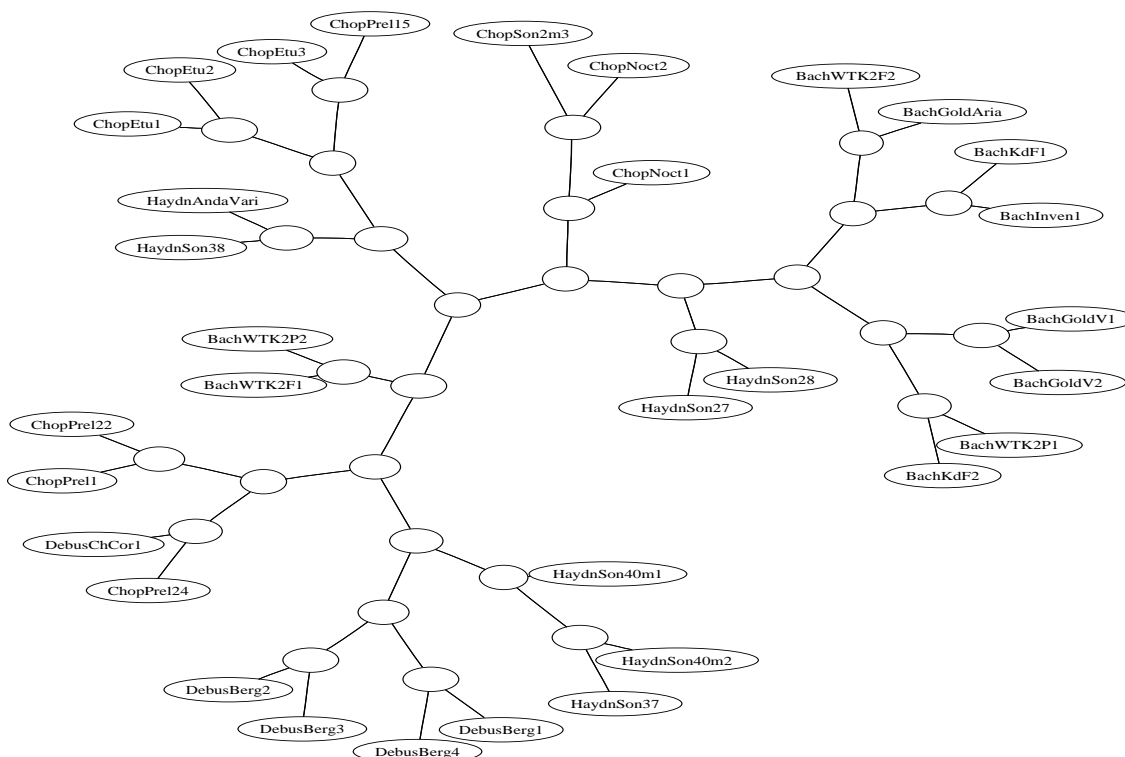 ChopPrel15
ChopEtu3
ChopEtu2
ChopEtu1
ChopSon2m3
ChopNoct2
ChopNoct1
BachWTK2F2
BachGoldAria
BachKdF1
BachInven1
HaydnAndaVari
HaydnSon38
BachWTK2P2
BachWTK2F1
BachGoldV1
BachGoldV2
HaydnSon28
HaydnSon27
BachWTK2P1
BachKdF2
ChopPrel22
ChopPrel1
DebusChCor1
ChopPrel24
HaydnSon40m1
HaydnSon40m2
HaydnSon37
DebusBerg2
DebusBerg3
DebusBerg1
DebusBerg4